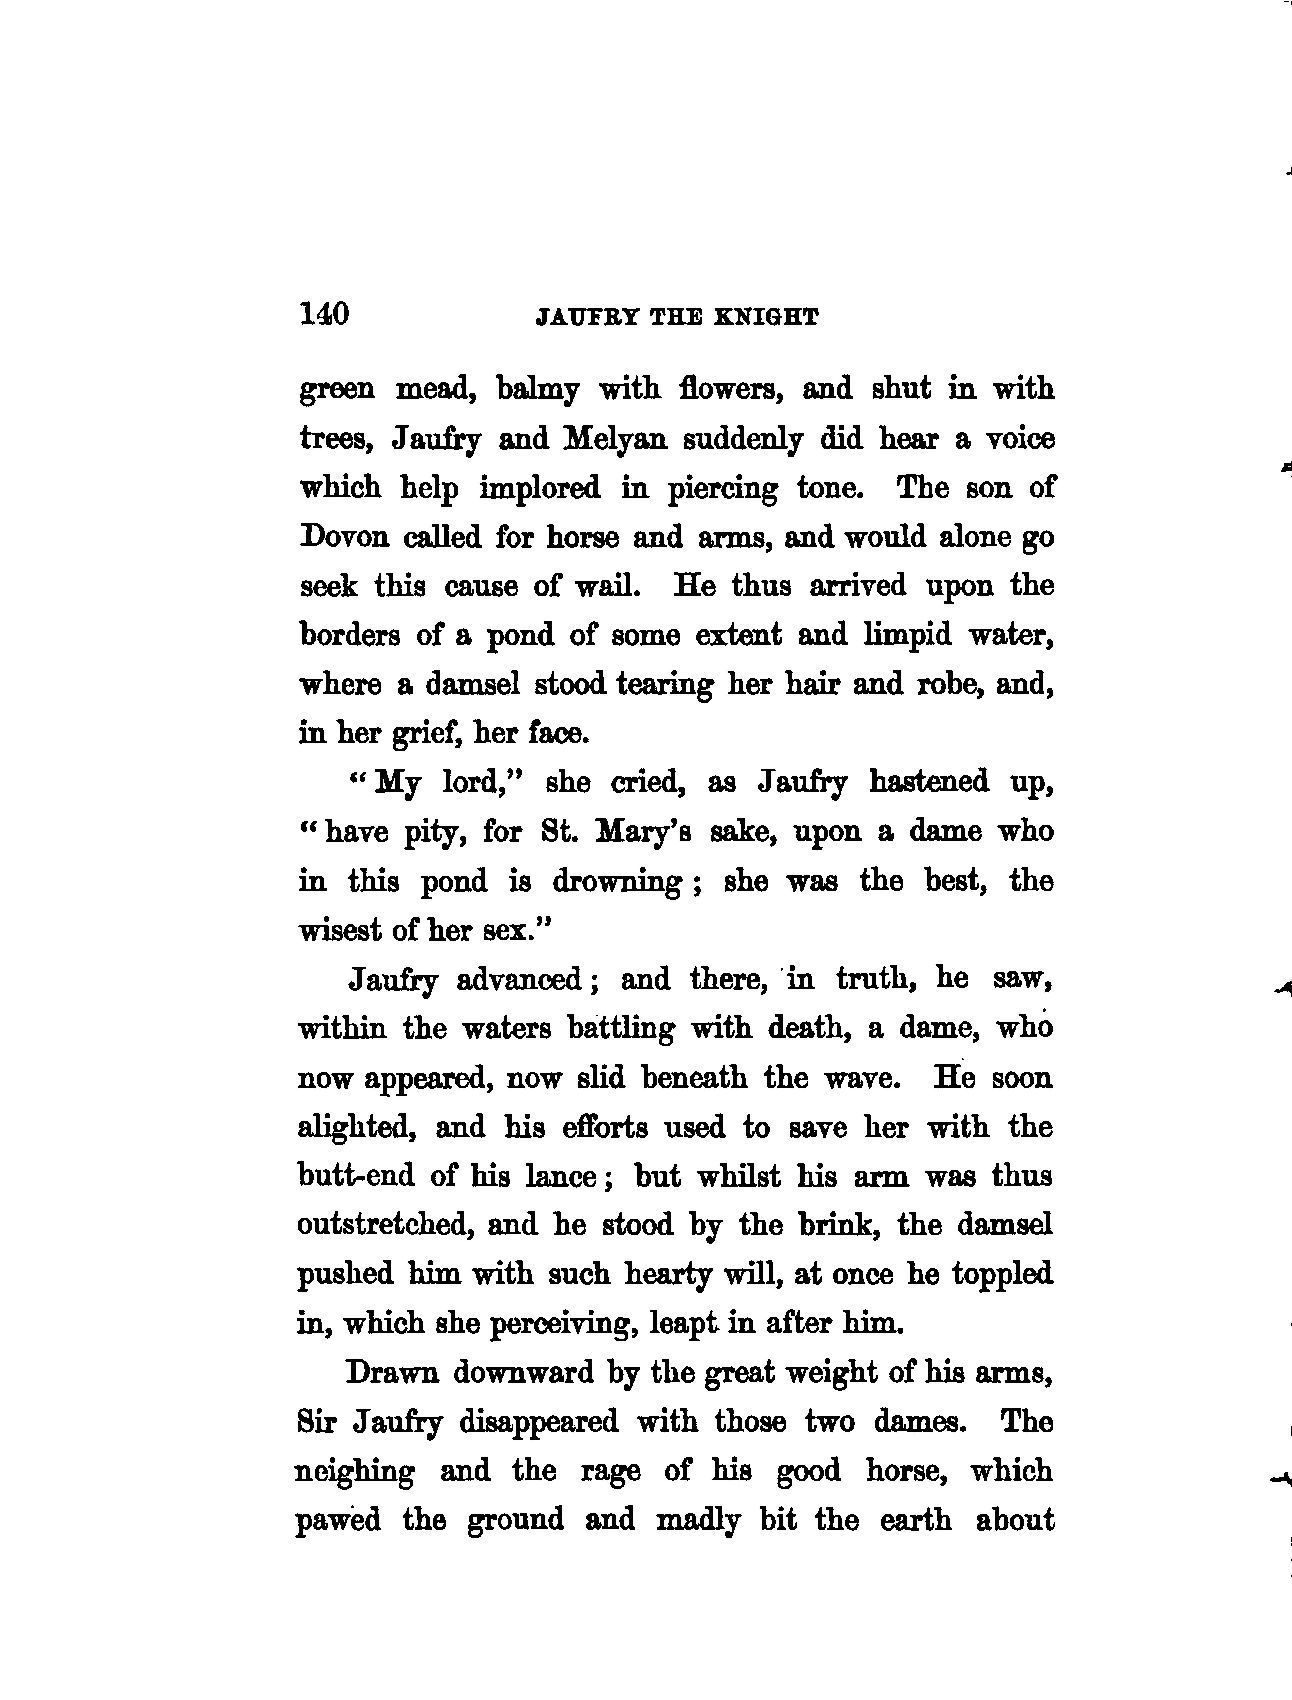 140 JAUFRY THE KNIGHT
green mead, balmy with flowers, and shut in with
trees, Jaufry and Melyan suddenly did hear a voice
which help implored in piercing tone. The son of
Dovon called for horse and arms, and would alone go
seek this cause of wail. He thus arrived upon the
borders of a pond of some extent and limpid water,
where a damsel stood tearing her hair and robe, and,
in her grief, her face.
“My lord,” she cried, as Jaufry hastened up,
“have pity, for St. Mary’s sake, upon a dame who
in this pond is drowning; she was the best, the
wisest of her sex.”
Jaufry advanced; and there, in truth, he saw,
within the waters battling with death, a dame, who
now appeared, now slid beneath the wave. He soon
alighted, and his efforts used to save her with the
butt-end of his lance; but whilst his arm was thus
outstretched, and he stood by the brink, the damsel
pushed him with such hearty will, at once he toppled
in, which she perceiving, leapt in after him.
Drawn downward by the great weight of his arms,
Sir Jaufry disappeared with those two dames. The
neighing and the rage of his good horse, which
pawed the ground and madly bit the earth about